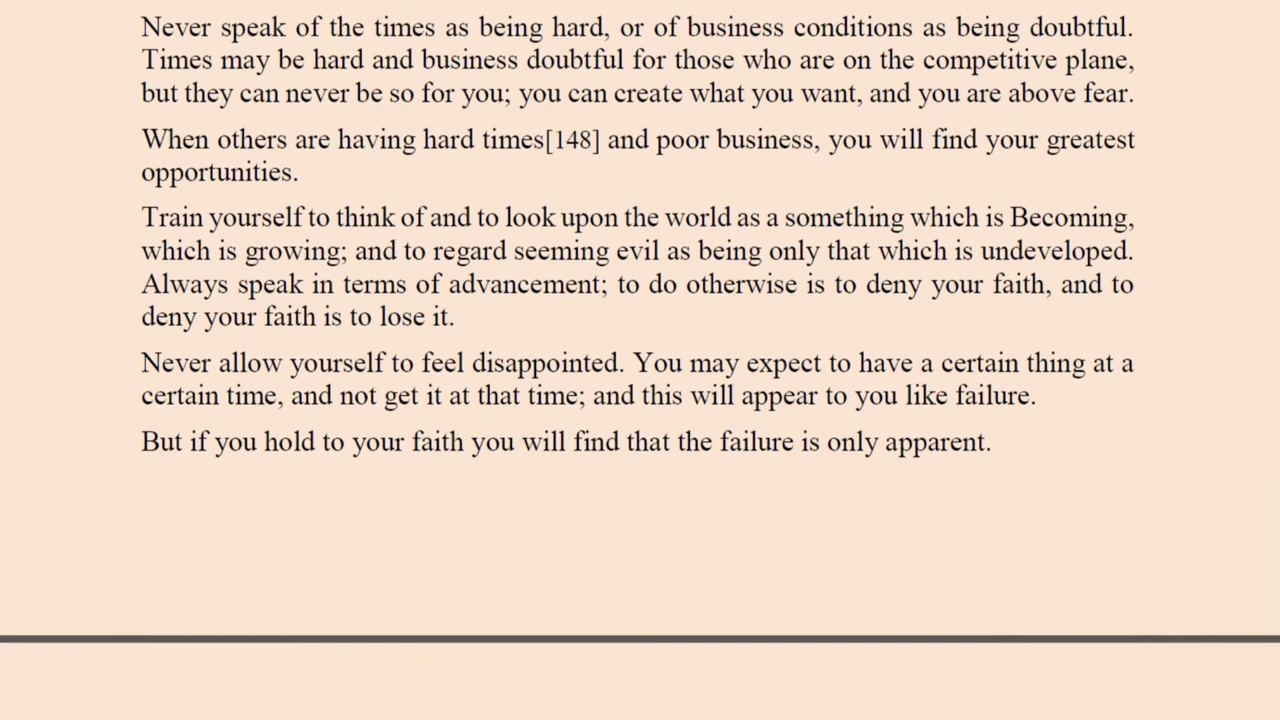 Never speak of the times as being hard, or of business conditions as being doubtful.
Times may be hard and business doubtful for those who are on the competitive plane,
but they can never be so for you; you can create what you want, and you are above fear.
When others are having hard times[148] and poor business, you will find your greatest
opportunities.
Train yourself to think of and to look upon the world as a something which is Becoming,
which is growing; and to regard seeming evil as being only that which is undeveloped.
Always speak in terms of advancement; to do otherwise is to deny your faith, and to
deny your faith is to lose it.
Never allow yourself to feel disappointed. You may expect to have a certain thing at a
certain time, and not get it at that time; and this will appear to you like failure.
But if you hold to your faith you will find that the failure is only apparent.